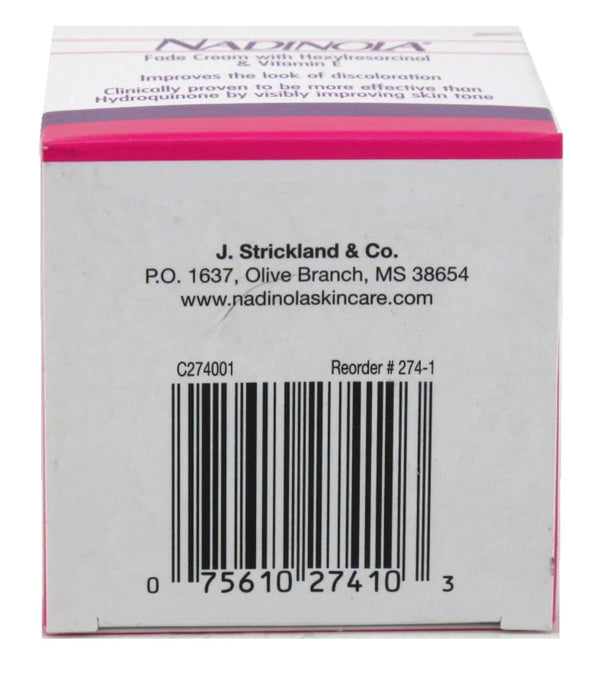 NADINOLA®
Fade Cream with Hexylresorcinol
& Vitamin E
Improves the look of discoloration
Clinically proven to be more effective than
Hydroquinone by visibly improving skin tone
J. Strickland & Co.
P.O. 1637, Olive Branch, MS 38654
www.nadinolaskincare.com
C274001 Reorder # 274-1
0 75610 27410 3